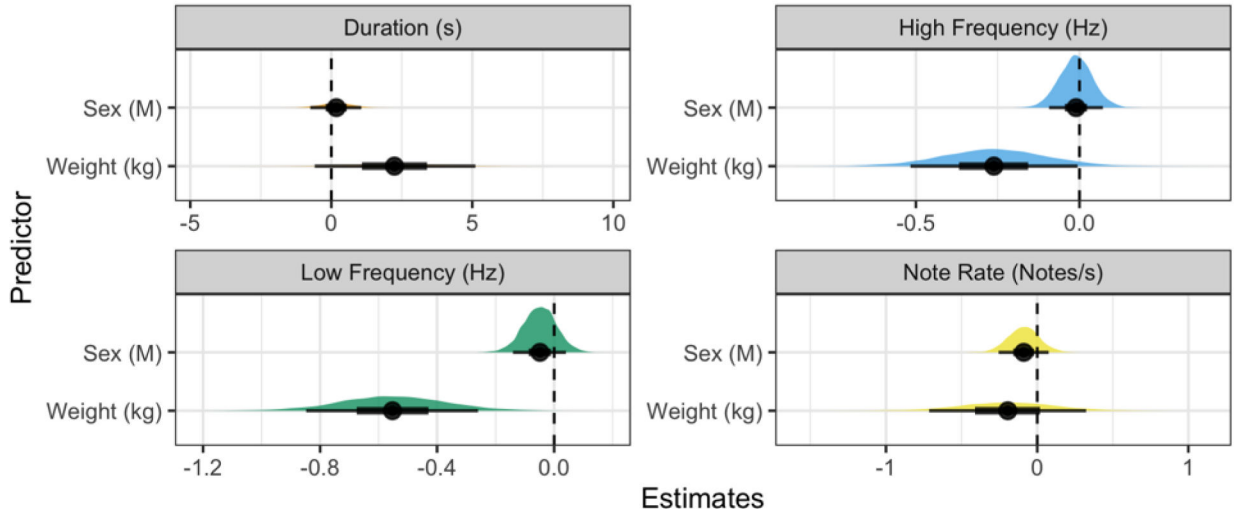 Duration (s)
High Frequency (Hz)
Sex (M)
Weight (kg)
Sex (M)
Weight (kg)
-5 0 5 10
-0.5 0.0
Predictor
Low Frequency (Hz)
Note Rate (Notes/s)
Sex (M)
Weight (kg)
Sex (M)
Weight (kg)
-1.2 -0.8 -0.4 0.0
-1 0 1
Estimates